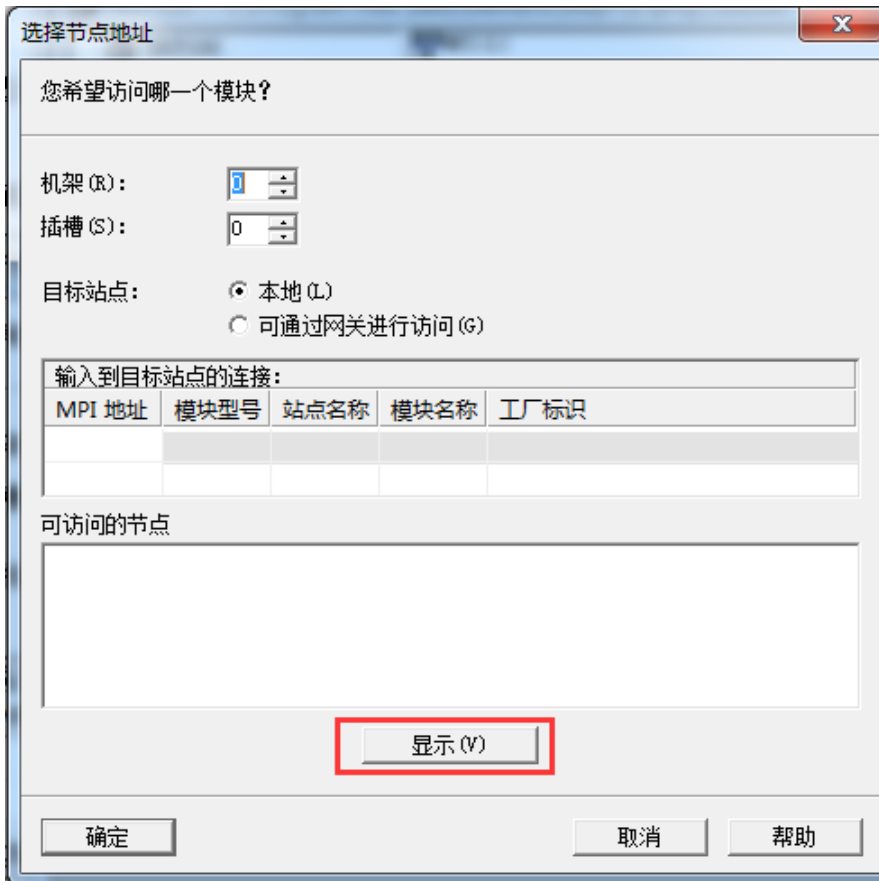 选择节点地址
您希望访问哪一个模块？
机架(R): 0
插槽(S): 0
目标站点: 本地(L)
可通过网关进行访问(G)
输入到目标站点的连接:
MPI 地址 模块型号 站点名称 模块名称 工厂标识
可访问的节点
显示(V)
确定 取消 帮助